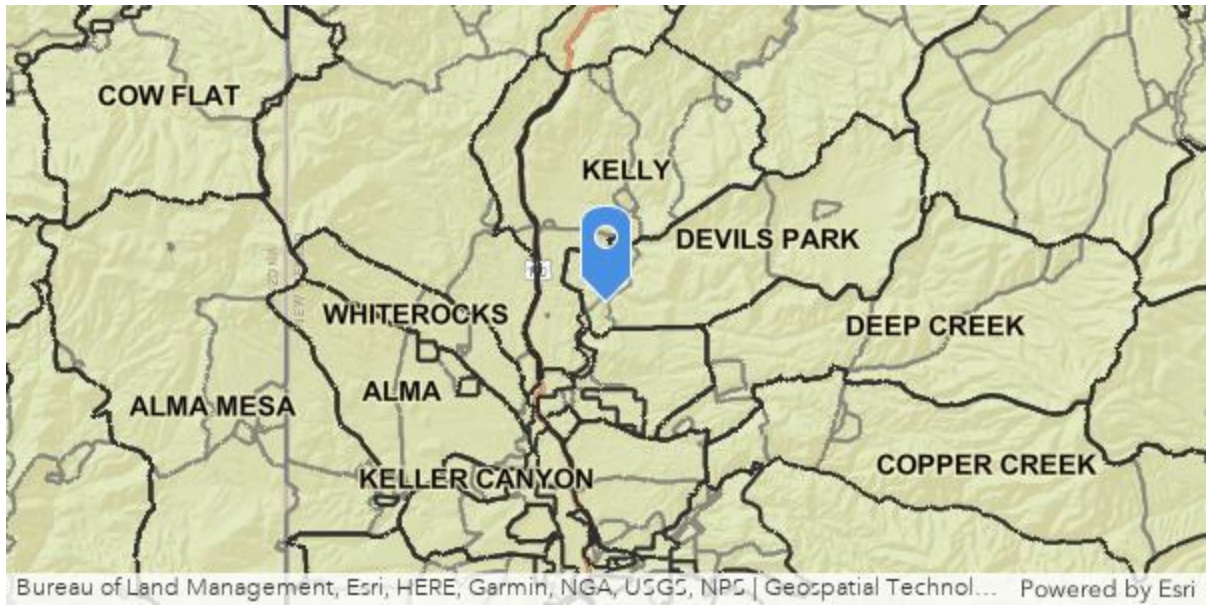 COW FLAT
KELLY
DEVILS PARK
WHITEROCKS
DEEP CREEK
ALMA
ALMA MESA
COPPER CREEK
KELLER CANYON
Bureau of Land Management, Esri, HERE, Garmin, NGA, USGS, NPS | Geospatial Technol... Powered by Esri